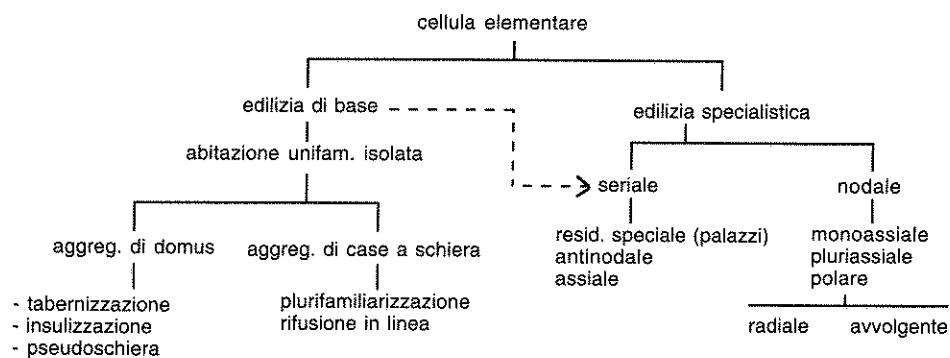 cellula elementare
edilizia di base
edilizia specialistica
abitazione unifam. isolata
seriale
nodale
aggreg. di domus
aggreg. di case a schiera
resid. speciale (palazzi)
antinodale
assiale
monoassiale
pluriassiale
polare
- tabernizzazione
- insulizzazione
- pseudoschiera
plurifamiliarizzazione
rifusione in linea
radiale
avvolgente